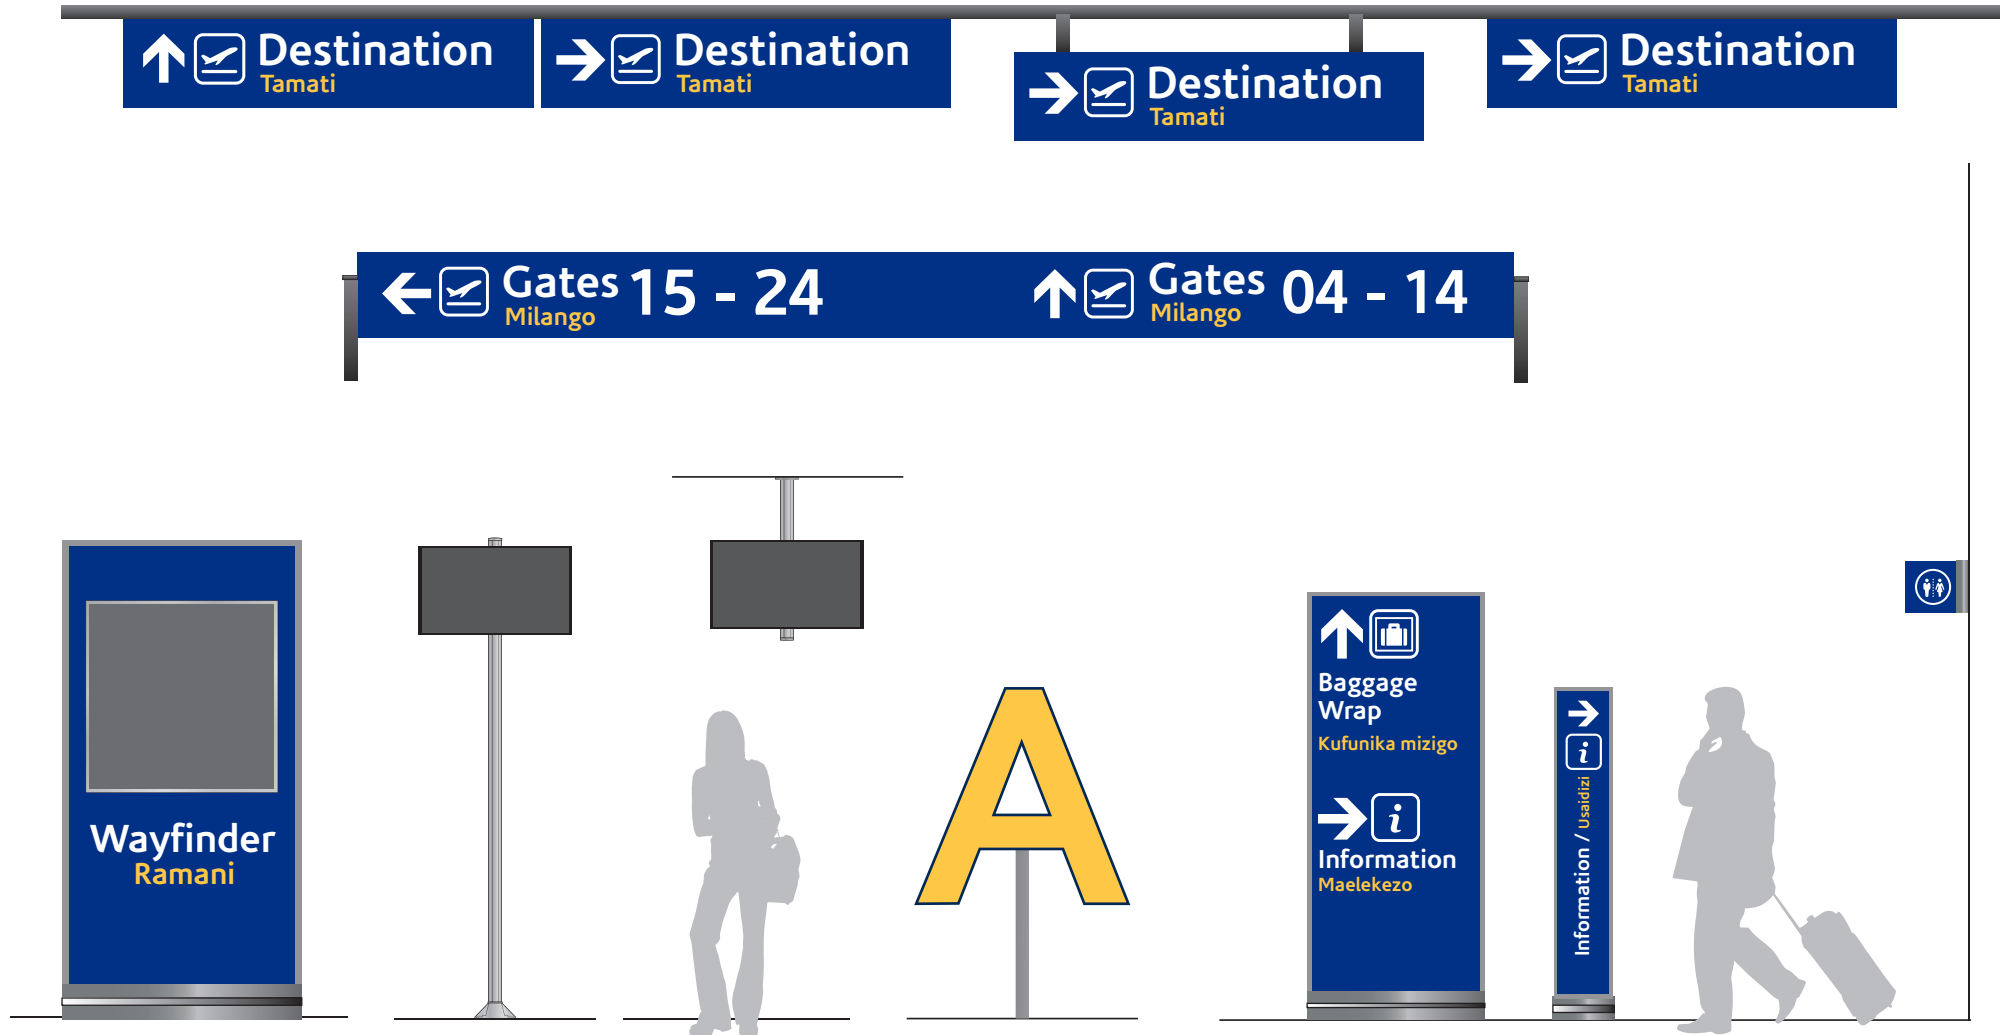 Destination
Tamati
Destination
Tamati
Destination
Tamati
Destination
Tamati
Gates 15 - 24
Milango
Gates 04 - 14
Milango
Wayfinder
Ramani
A
Baggage
Wrap
Kufunika mizigo
i
Information
Maelekezo
i
Information / Usaidizi